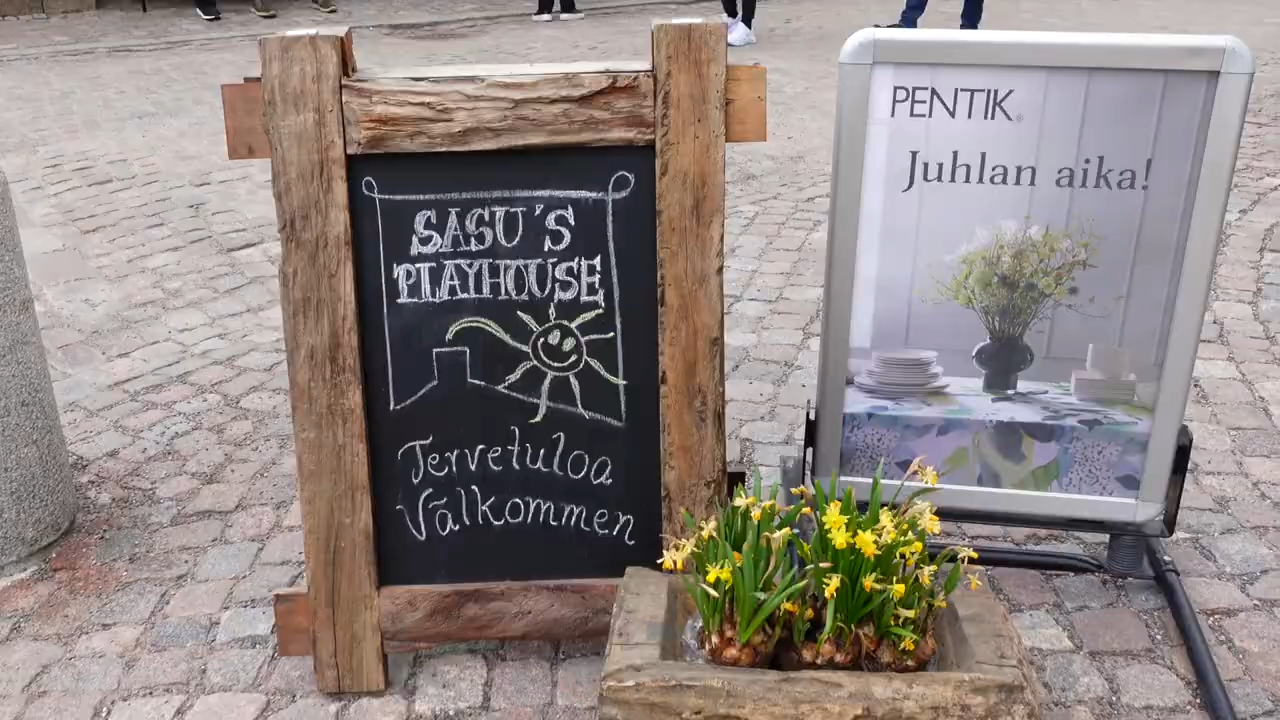 SASU'S
PLAYHOUSE
Tervetuloa
Välkommen
PENTIK®
Juhlan aika!